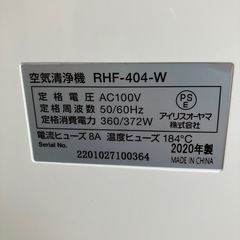 空気清浄機 RHF-404-W
定格電圧 AC100V
定格周波数 50/60Hz
定格消費電力 360/372W
電流ヒューズ 8A 温度ヒューズ 184℃
PS
E
アイリスオーヤマ
株式会社
2020年製
MADE IN CHINA
Serial No.
2201027100364